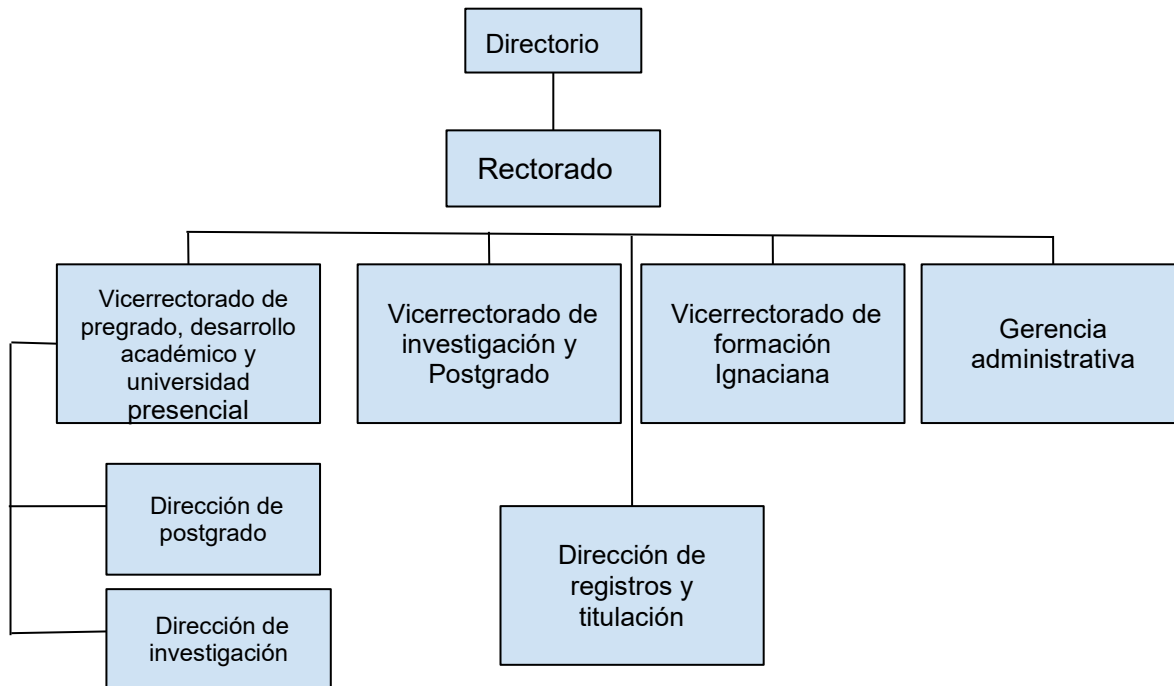 Directorio
Rectorado
Vicerrectorado de
pregrado, desarrollo
académico y
universidad
presencial
Vicerrectorado de
investigación y
Postgrado
Vicerrectorado de
formación
Ignaciana
Gerencia
administrativa
Dirección de
postgrado
Dirección de
registros y
titulación
Dirección de
investigación